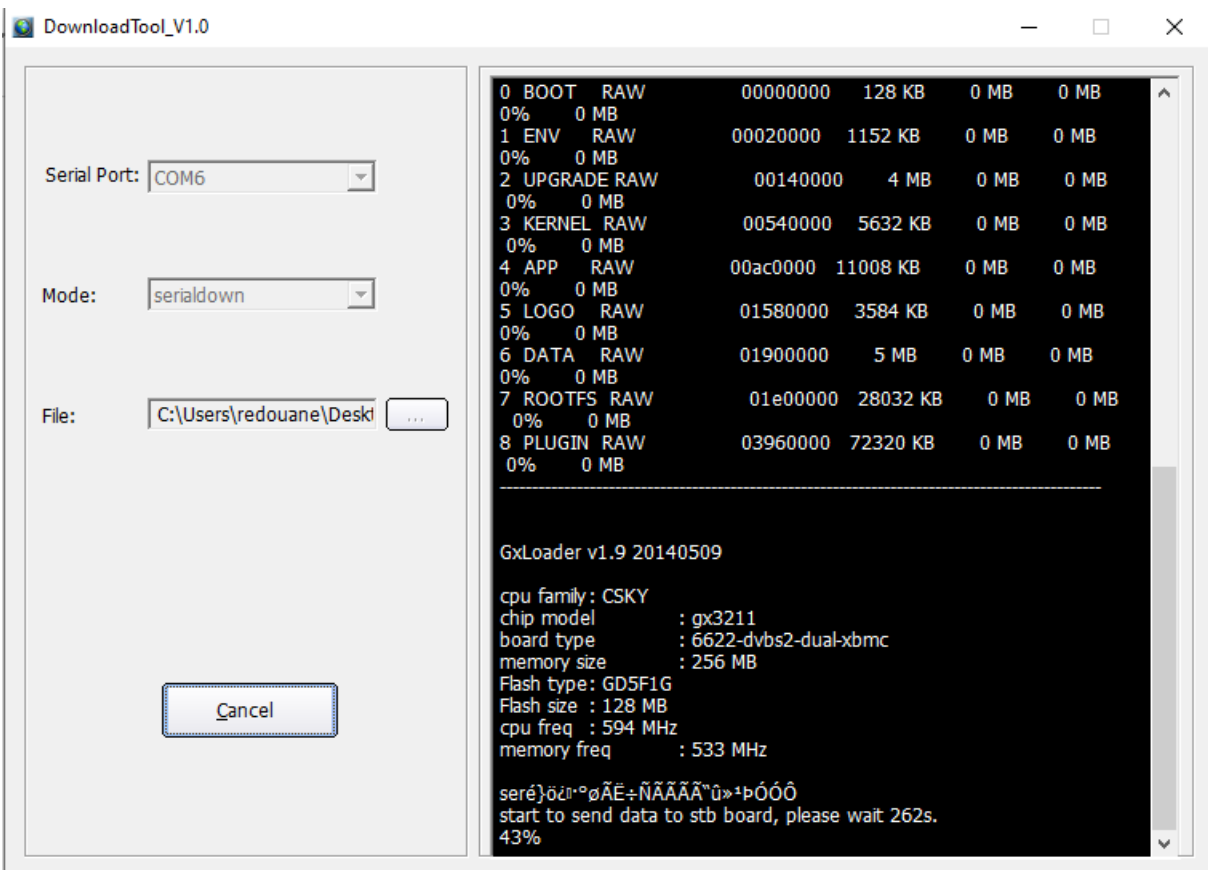 DownloadTool_V1.0
Serial Port: COM6
Mode: serialdown
File: C:\Users\redouane\Deskt ...
Cancel
0 BOOT RAW 00000000 128 KB 0 MB 0 MB
0% 0 MB
1 ENV RAW 00020000 1152 KB 0 MB 0 MB
0% 0 MB
2 UPGRADE RAW 00140000 4 MB 0 MB 0 MB
0% 0 MB
3 KERNEL RAW 00540000 5632 KB 0 MB 0 MB
0% 0 MB
4 APP RAW 00ac0000 11008 KB 0 MB 0 MB
0% 0 MB
5 LOGO RAW 01580000 3584 KB 0 MB 0 MB
0% 0 MB
6 DATA RAW 01900000 5 MB 0 MB 0 MB
0% 0 MB
7 ROOTFS RAW 01e00000 28032 KB 0 MB 0 MB
0% 0 MB
8 PLUGIN RAW 03960000 72320 KB 0 MB 0 MB
0% 0 MB
GxLoader v1.9 20140509
cpu family : CSKY
chip model : gx3211
board type : 6622-dvbs2-dual-xbmc
memory size : 256 MB
Flash type : GD5F1G
Flash size : 128 MB
cpu freq : 594 MHz
memory freq : 533 MHz
start to send data to stb board, please wait 262s.
43%